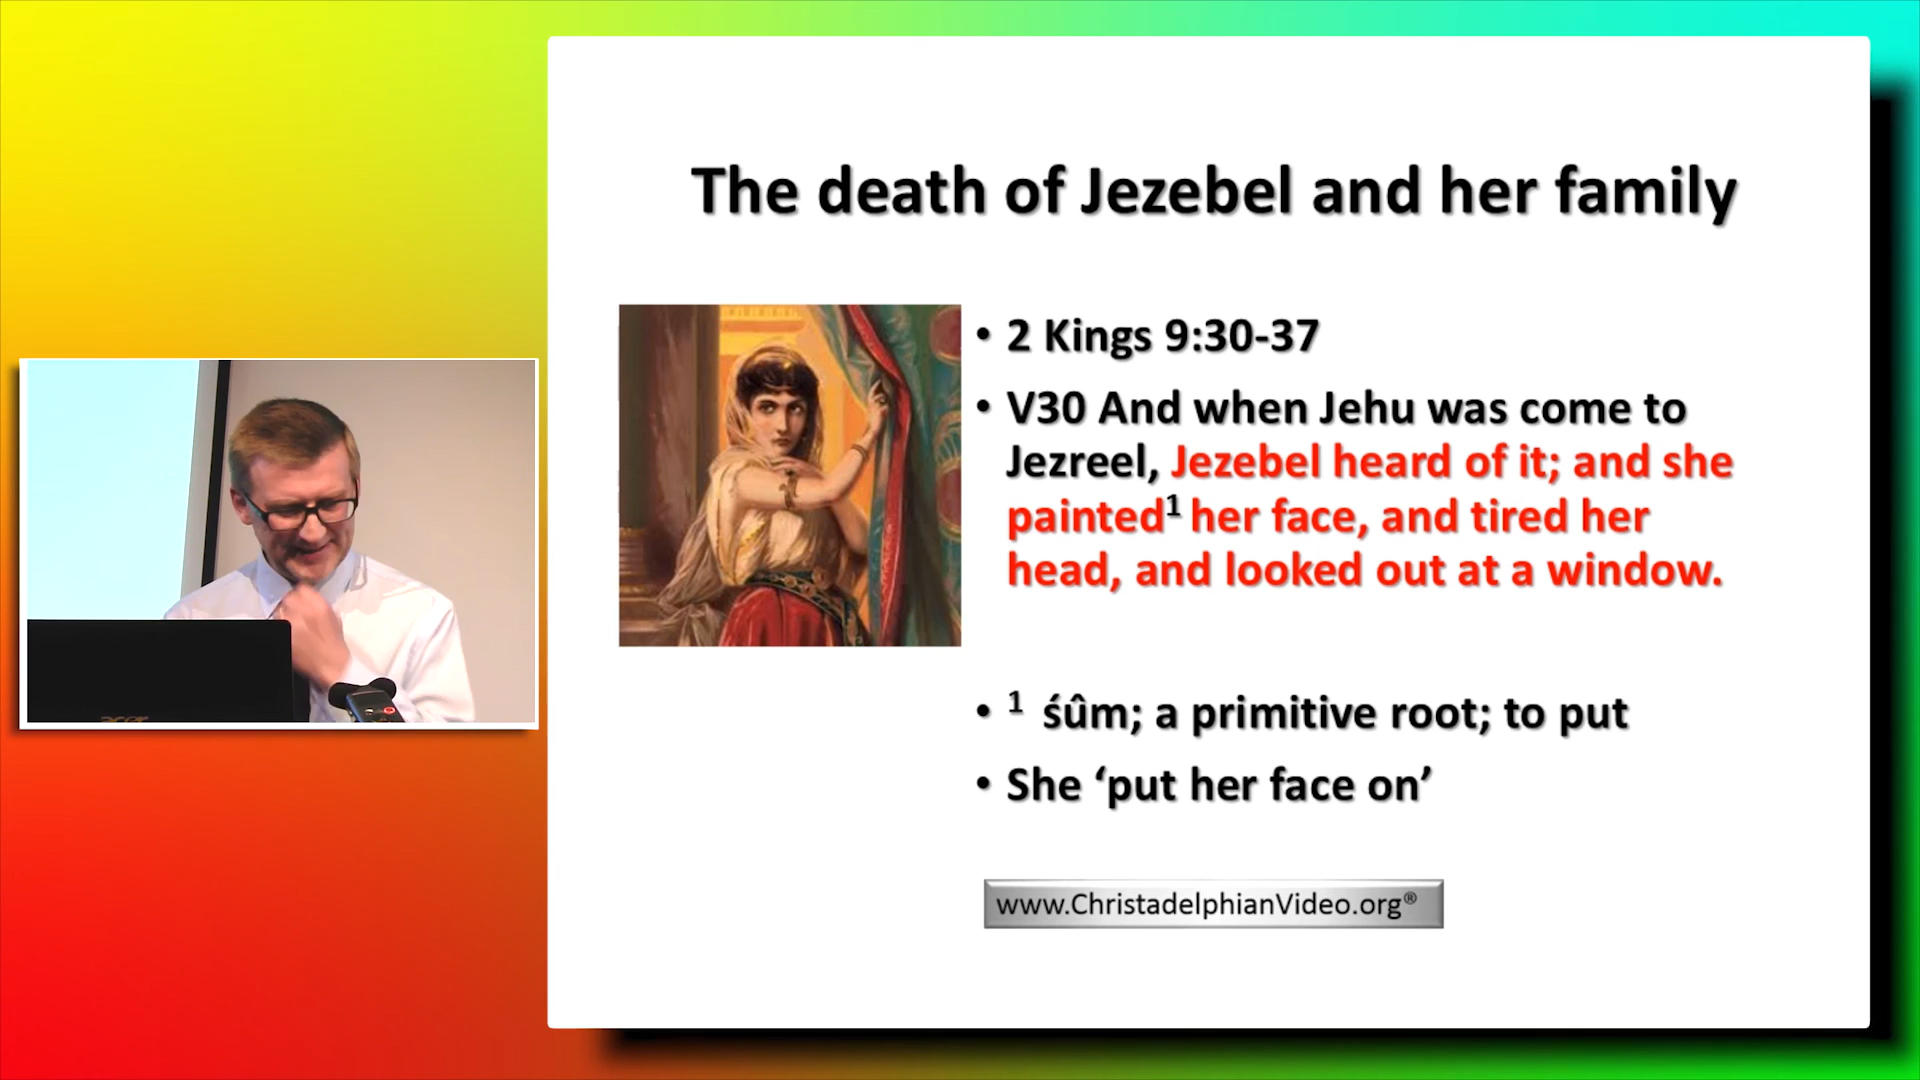 The death of Jezebel and her family
• 2 Kings 9:30-37
• V30 And when Jehu was come to
Jezreel, Jezebel heard of it; and she
painted¹ her face, and tired her
head, and looked out at a window.
• ¹ śûm; a primitive root; to put
• She ‘put her face on’
www.ChristadelphianVideo.org®
acer